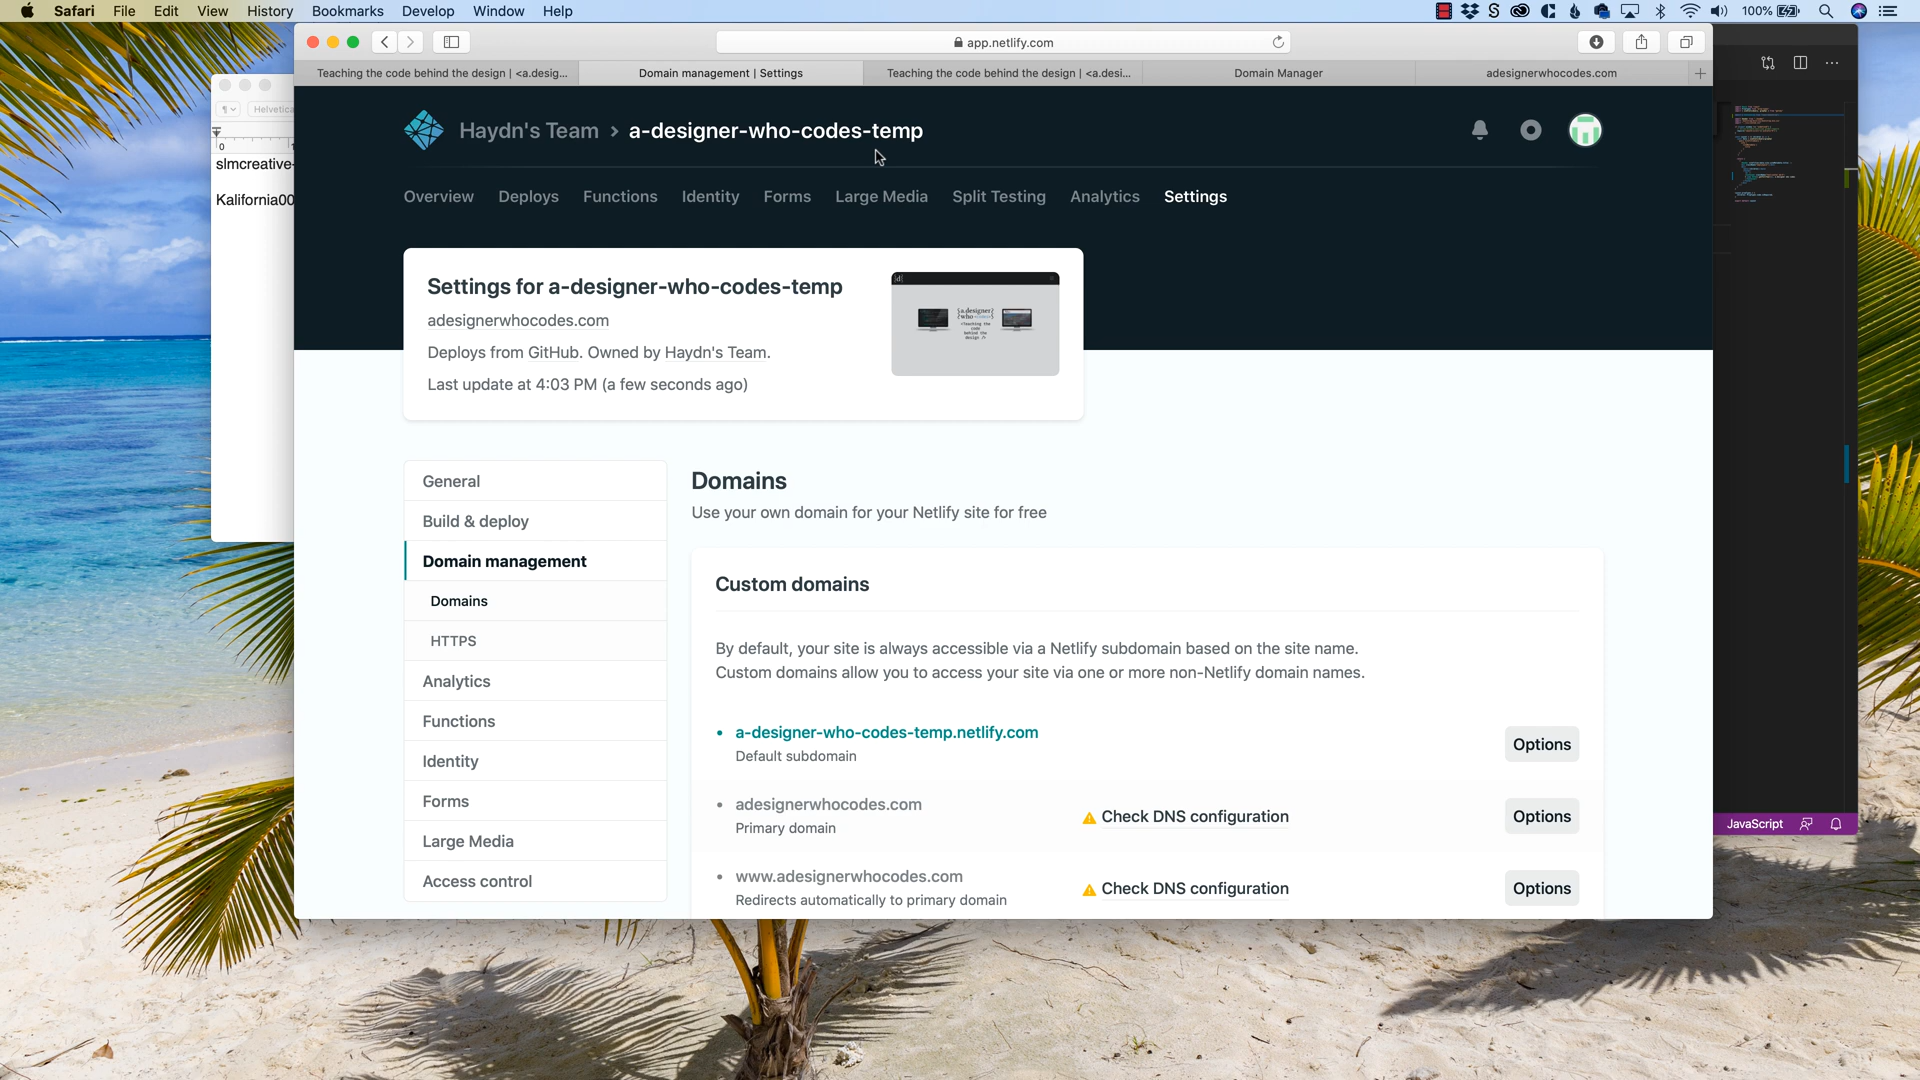 Safari File Edit View History Bookmarks Develop Window Help
100%
app.netlify.com
Teaching the code behind the design | <a.desig...
Domain management | Settings
Teaching the code behind the design | <a.desi...
Domain Manager
adesignerwhocodes.com
Helvetica
0
slmcreative-
Kalifornia00
Haydn's Team > a-designer-who-codes-temp
Overview Deploys Functions Identity Forms Large Media Split Testing Analytics Settings
Settings for a-designer-who-codes-temp
adesignerwhocodes.com
Deploys from GitHub. Owned by Haydn's Team.
Last update at 4:03 PM (a few seconds ago)
General
Build & deploy
Domain management
Domains
HTTPS
Analytics
Functions
Identity
Forms
Large Media
Access control
Domains
Use your own domain for your Netlify site for free
Custom domains
By default, your site is always accessible via a Netlify subdomain based on the site name.
Custom domains allow you to access your site via one or more non-Netlify domain names.
a-designer-who-codes-temp.netlify.com
Default subdomain
Options
adesignerwhocodes.com
Primary domain
Check DNS configuration
Options
www.adesignerwhocodes.com
Redirects automatically to primary domain
Check DNS configuration
Options
JavaScript